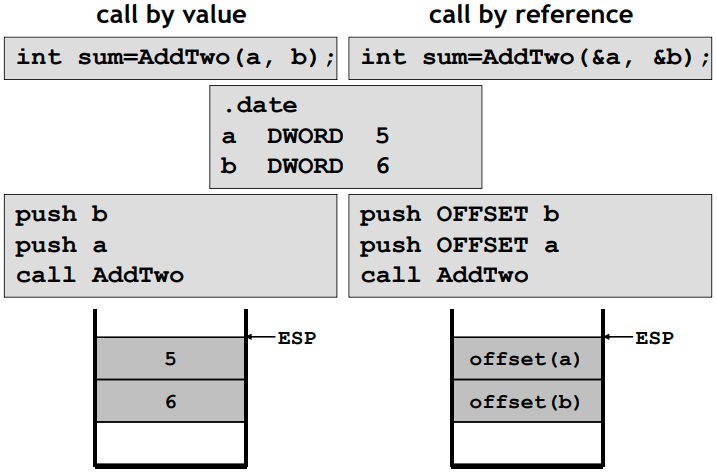 call by value
int sum=AddTwo(a, b);
call by reference
int sum=AddTwo(&a, &b);
.date
a DWORD 5
b DWORD 6
push b
push a
call AddTwo
push OFFSET b
push OFFSET a
call AddTwo
ESP
5
6
ESP
offset(a)
offset(b)